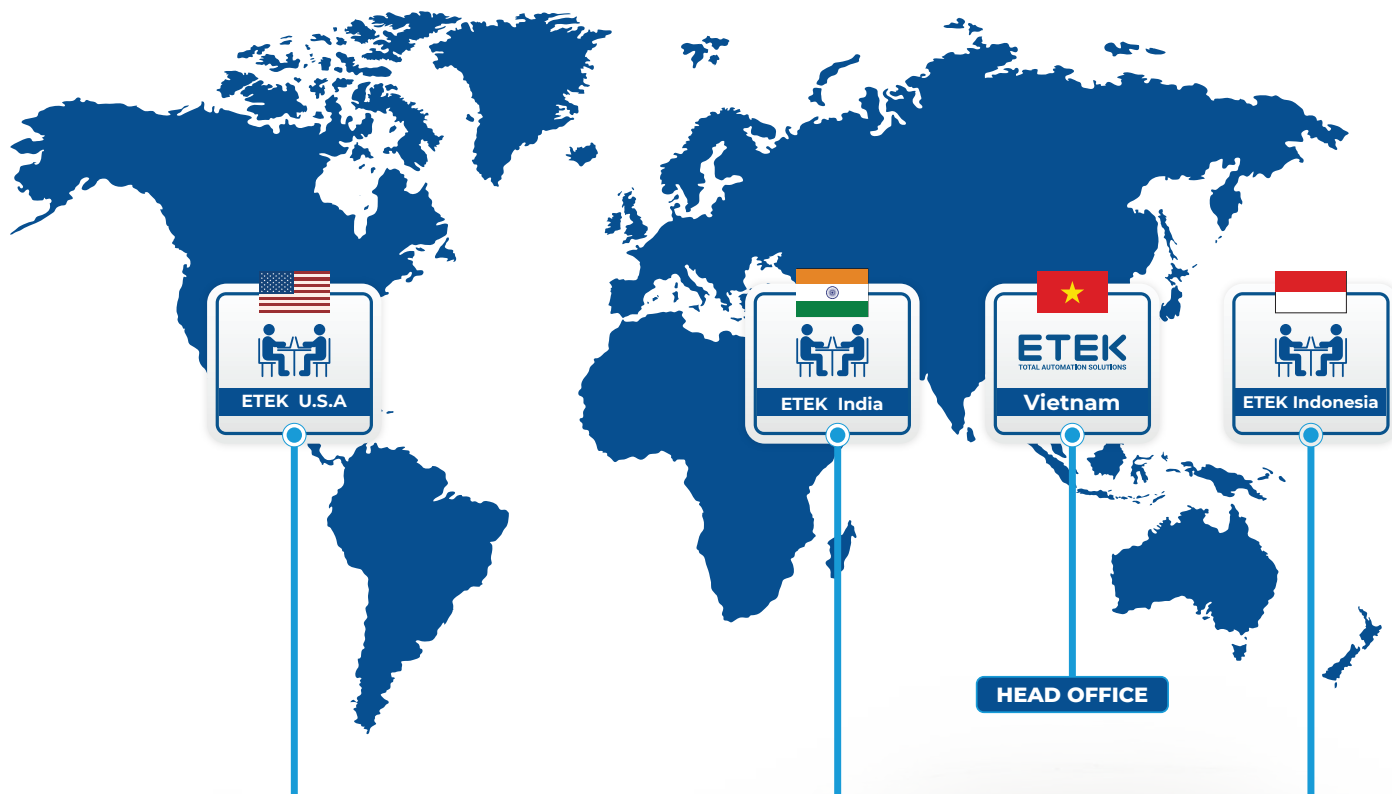 ETEK U.S.A
ETEK India
ETEK
TOTAL AUTOMATION SOLUTIONS
Vietnam
ETEK Indonesia
HEAD OFFICE